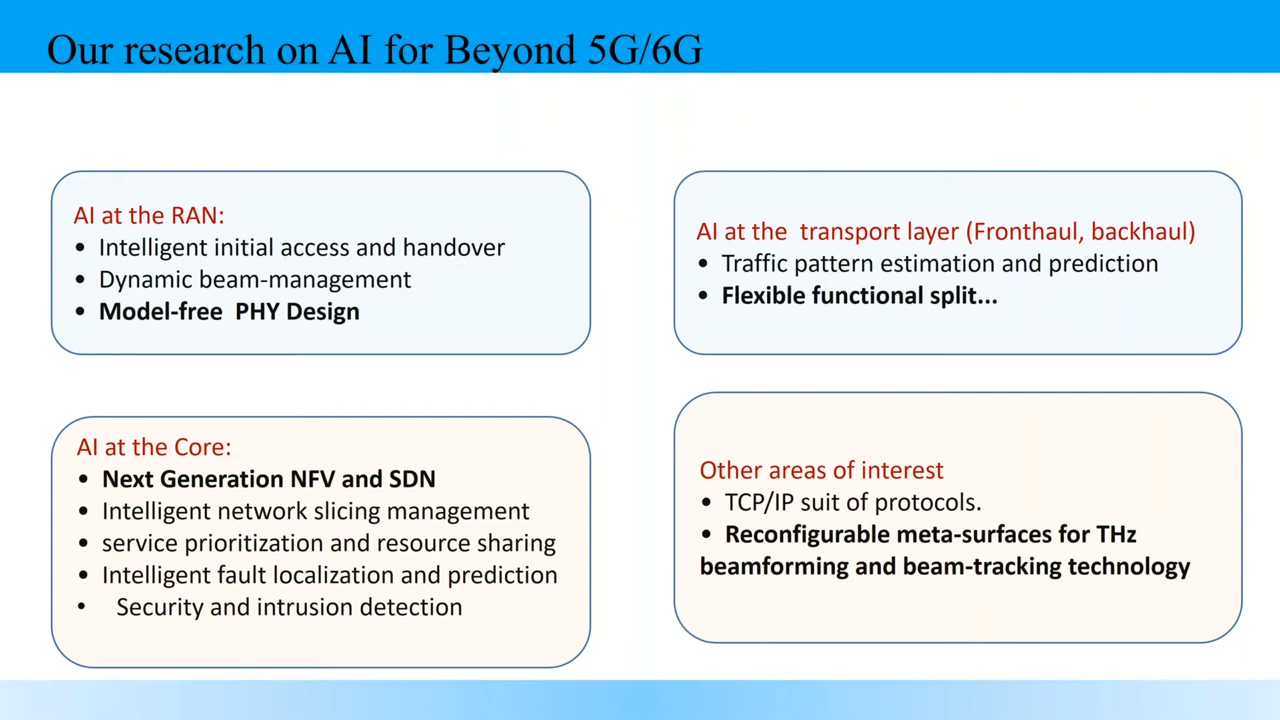 Our research on AI for Beyond 5G/6G
AI at the RAN:
• Intelligent initial access and handover
• Dynamic beam-management
• Model-free PHY Design
AI at the transport layer (Fronthaul, backhaul)
• Traffic pattern estimation and prediction
• Flexible functional split...
AI at the Core:
• Next Generation NFV and SDN
• Intelligent network slicing management
• service prioritization and resource sharing
• Intelligent fault localization and prediction
• Security and intrusion detection
Other areas of interest
• TCP/IP suit of protocols.
• Reconfigurable meta-surfaces for THz
beamforming and beam-tracking technology